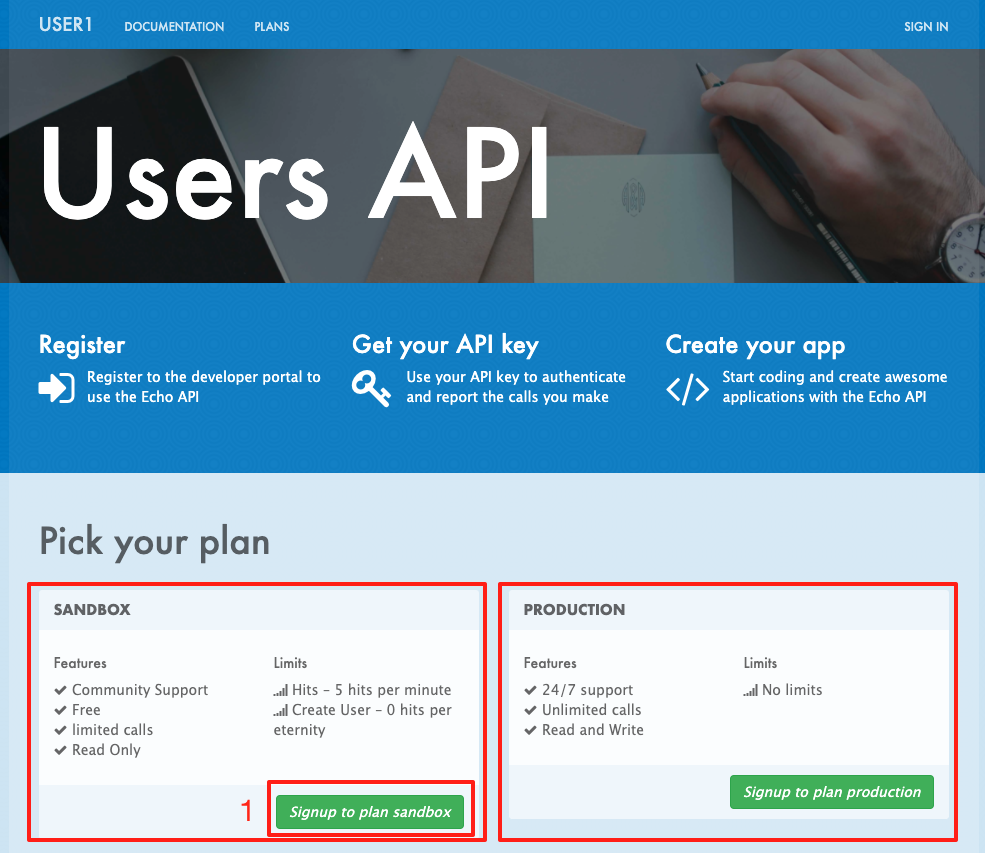 USER1 DOCUMENTATION PLANS SIGN IN
Users API
Register
Register to the developer portal to
use the Echo API
Get your API key
Use your API key to authenticate
and report the calls you make
Create your app
Start coding and create awesome
applications with the Echo API
Pick your plan
SANDBOX
Features
Community Support
Free
limited calls
Read Only
Limits
Hits – 5 hits per minute
Create User – 0 hits per
eternity
1
Signup to plan sandbox
PRODUCTION
Features
24/7 support
Unlimited calls
Read and Write
Limits
No limits
Signup to plan production